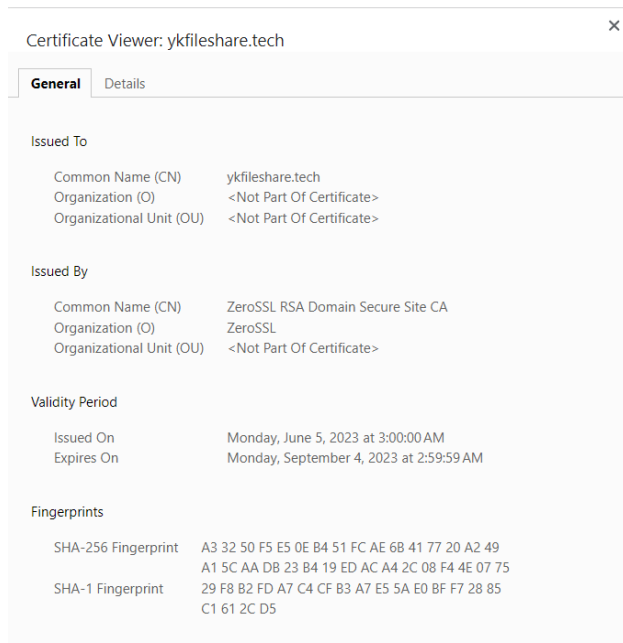 Certificate Viewer: ykfileshare.tech
General Details
Issued To
Common Name (CN) ykfileshare.tech
Organization (O) <Not Part Of Certificate>
Organizational Unit (OU) <Not Part Of Certificate>
Issued By
Common Name (CN) ZeroSSL RSA Domain Secure Site CA
Organization (O) ZeroSSL
Organizational Unit (OU) <Not Part Of Certificate>
Validity Period
Issued On Monday, June 5, 2023 at 3:00:00 AM
Expires On Monday, September 4, 2023 at 2:59:59 AM
Fingerprints
SHA-256 Fingerprint A3 32 50 F5 E5 0E B4 51 FC AE 6B 41 77 20 A2 49
A1 5C AA DB 23 B4 19 ED AC A4 2C 08 F4 4E 07 75
SHA-1 Fingerprint 29 F8 B2 FD A7 C4 CF B3 A7 E5 5A E0 BF F7 28 85
C1 61 2C D5